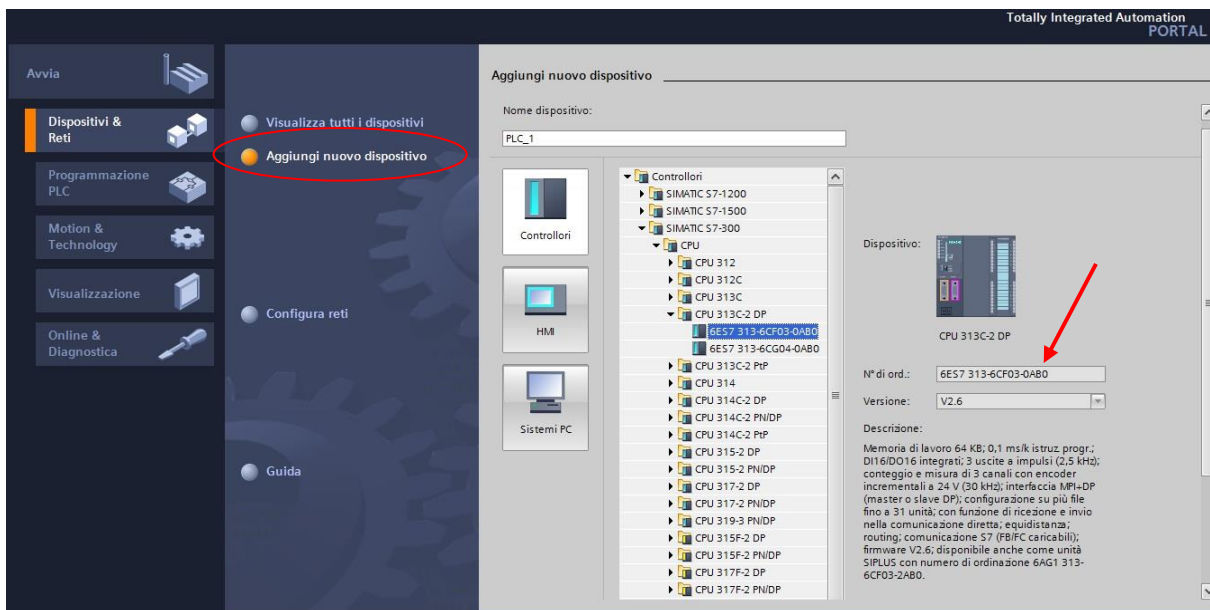 Totally Integrated Automation
PORTAL
Avvia
Dispositivi &
Reti
Programmazione
PLC
Motion &
Technology
Visualizzazione
Online &
Diagnostica
Visualizza tutti i dispositivi
Aggiungi nuovo dispositivo
Configura reti
Guida
Aggiungi nuovo dispositivo
Nome dispositivo:
PLC_1
Controllori
HMI
Sistemi PC
Controllori
SIMATIC S7-1200
SIMATIC S7-1500
SIMATIC S7-300
CPU
CPU 312
CPU 312C
CPU 313C
CPU 313C-2 DP
6ES7 313-6CF03-0AB0
6ES7 313-6CG04-0AB0
CPU 313C-2 PtP
CPU 314
CPU 314C-2 DP
CPU 314C-2 PN/DP
CPU 314C-2 PtP
CPU 315-2 DP
CPU 315-2 PN/DP
CPU 317-2 DP
CPU 317-2 PN/DP
CPU 319-3 PN/DP
CPU 315F-2 DP
CPU 315F-2 PN/DP
CPU 317F-2 DP
CPU 317F-2 PN/DP
Dispositivo:
CPU 313C-2 DP
N° di ord.: 6ES7 313-6CF03-0AB0
Versione: V2.6
Descrizione:
Memoria di lavoro 64 KB; 0,1 ms/k istruz. progr.;
DI16/DO16 integrati; 3 uscite a impulsi (2,5 kHz);
conteggio e misura di 3 canali con encoder
incrementali a 24 V (30 kHz); interfaccia MPI+DP
(master o slave DP); configurazione su più file
fino a 31 unità; con funzione di ricezione e invio
nella comunicazione diretta; equidistanza;
routing; comunicazione S7 (FB/FC caricabili);
firmware V2.6; disponibile anche come unità
SIPLUS con numero di ordinazione 6AG1 313-
6CF03-2AB0.